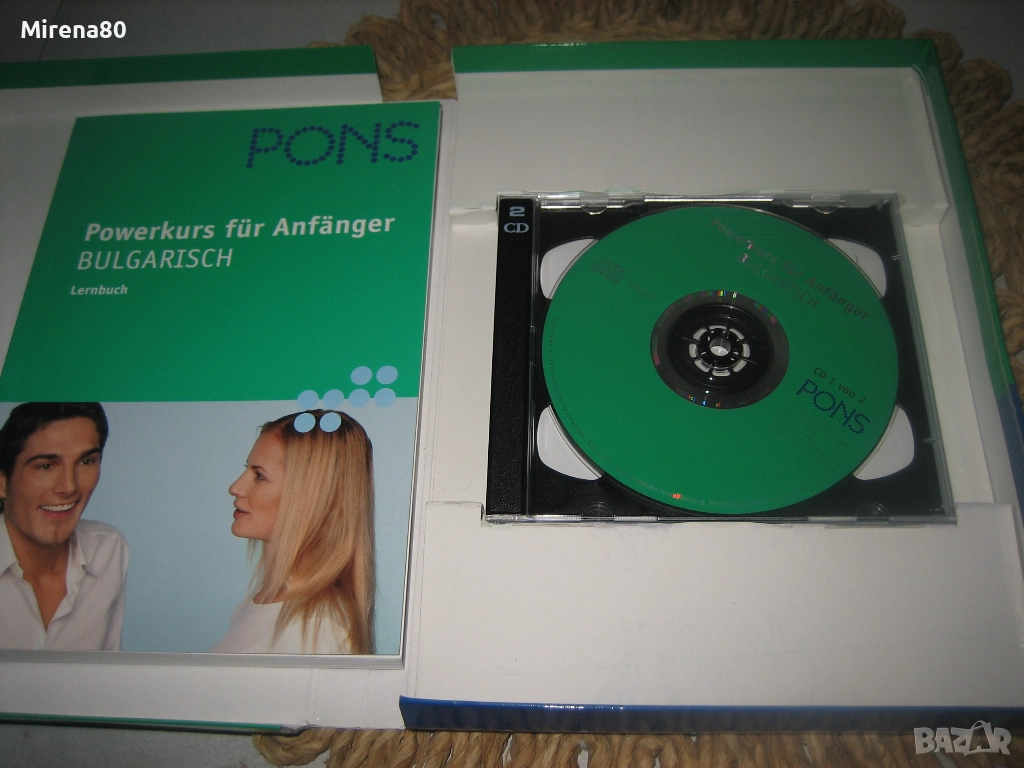 Mirena80
PONS
Powerkurs für Anfänger
BULGARISCH
Lernbuch
2
CD
Powerkurs für Anfänger
BULGARISCH
CD 1 von 2
PONS
BAZAR